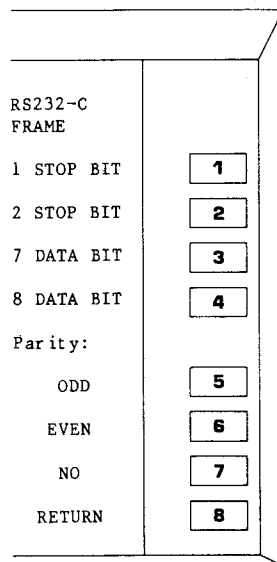 RS232-C
FRAME
1 STOP BIT 1
2 STOP BIT 2
7 DATA BIT 3
8 DATA BIT 4
Parity:
ODD 5
EVEN 6
NO 7
RETURN 8